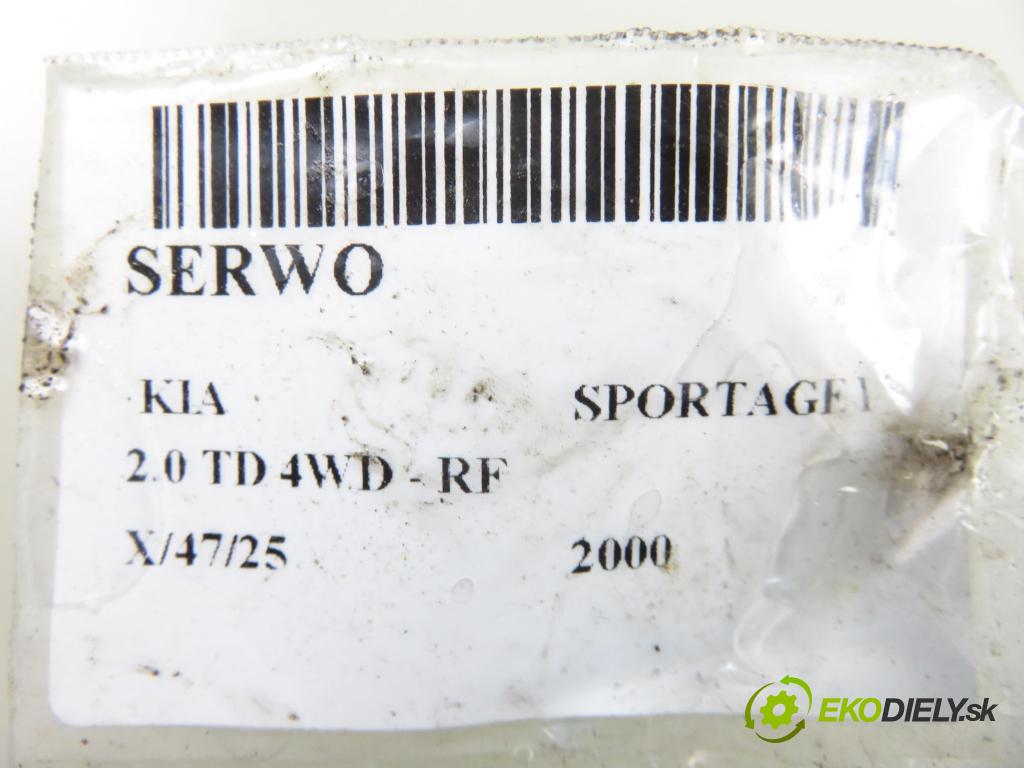 SERWO
KIA SPORTAGE I
2.0 TD 4WD - RF
X/47/25 2000
EKODIELY.sk